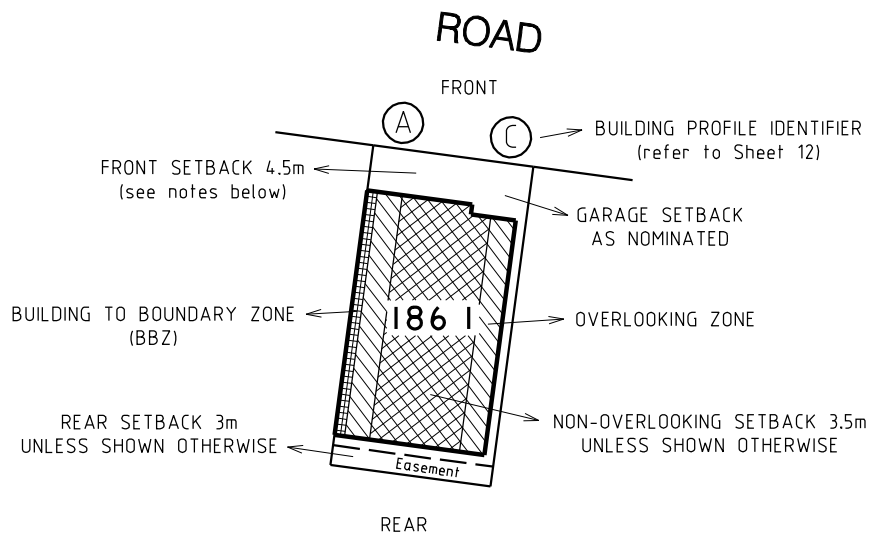 ROAD
FRONT
A
C
BUILDING PROFILE IDENTIFIER
(refer to Sheet 12)
FRONT SETBACK 4.5m
(see notes below)
GARAGE SETBACK
AS NOMINATED
BUILDING TO BOUNDARY ZONE
(BBZ)
1861
OVERLOOKING ZONE
REAR SETBACK 3m
UNLESS SHOWN OTHERWISE
NON-OVERLOOKING SETBACK 3.5m
UNLESS SHOWN OTHERWISE
Easement
REAR